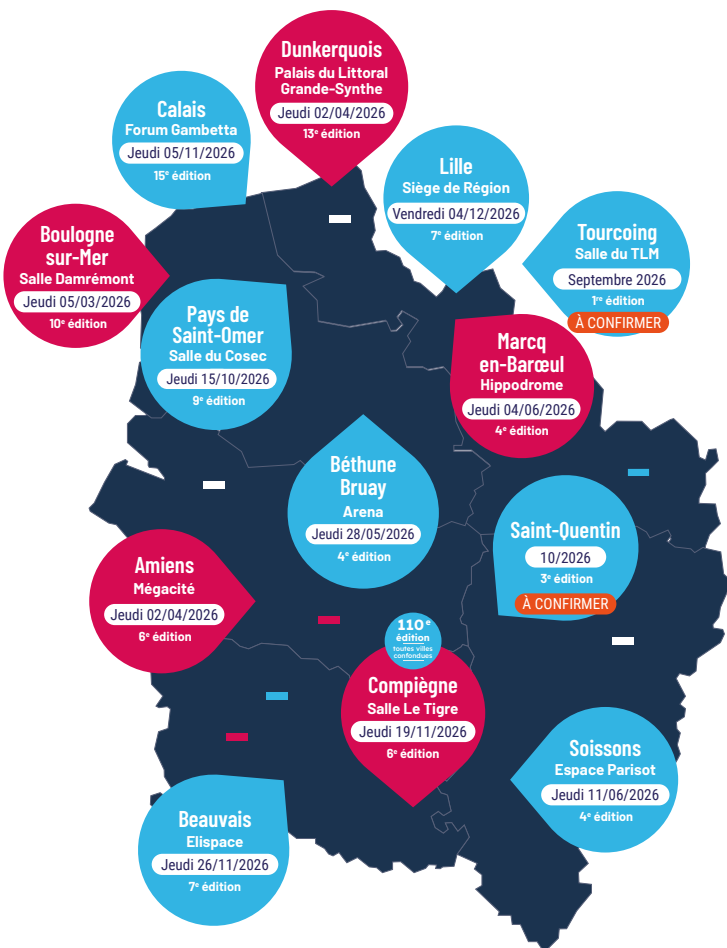 Dunkerquois
Palais du Littoral
Grande-Synthe
Jeudi 02/04/2026
13e édition
Calais
Forum Gambetta
Jeudi 05/11/2026
15e édition
Lille
Siège de Région
Vendredi 04/12/2026
7e édition
Tourcoing
Salle du TLM
Septembre 2026
1re édition
À CONFIRMER
Boulogne
sur-Mer
Salle Damrémont
Jeudi 05/03/2026
10e édition
Pays de
Saint-Omer
Salle du Cosec
Jeudi 15/10/2026
9e édition
Marcq
en-Barœul
Hippodrome
Jeudi 04/06/2026
4e édition
Béthune
Bruay
Arena
Jeudi 28/05/2026
4e édition
Saint-Quentin
10/2026
3e édition
À CONFIRMER
Amiens
Mégacité
Jeudi 02/04/2026
6e édition
110e
édition
toutes villes
confondues
Compiègne
Salle Le Tigre
Jeudi 19/11/2026
6e édition
Soissons
Espace Parisot
Jeudi 11/06/2026
4e édition
Beauvais
Elispace
Jeudi 26/11/2026
7e édition